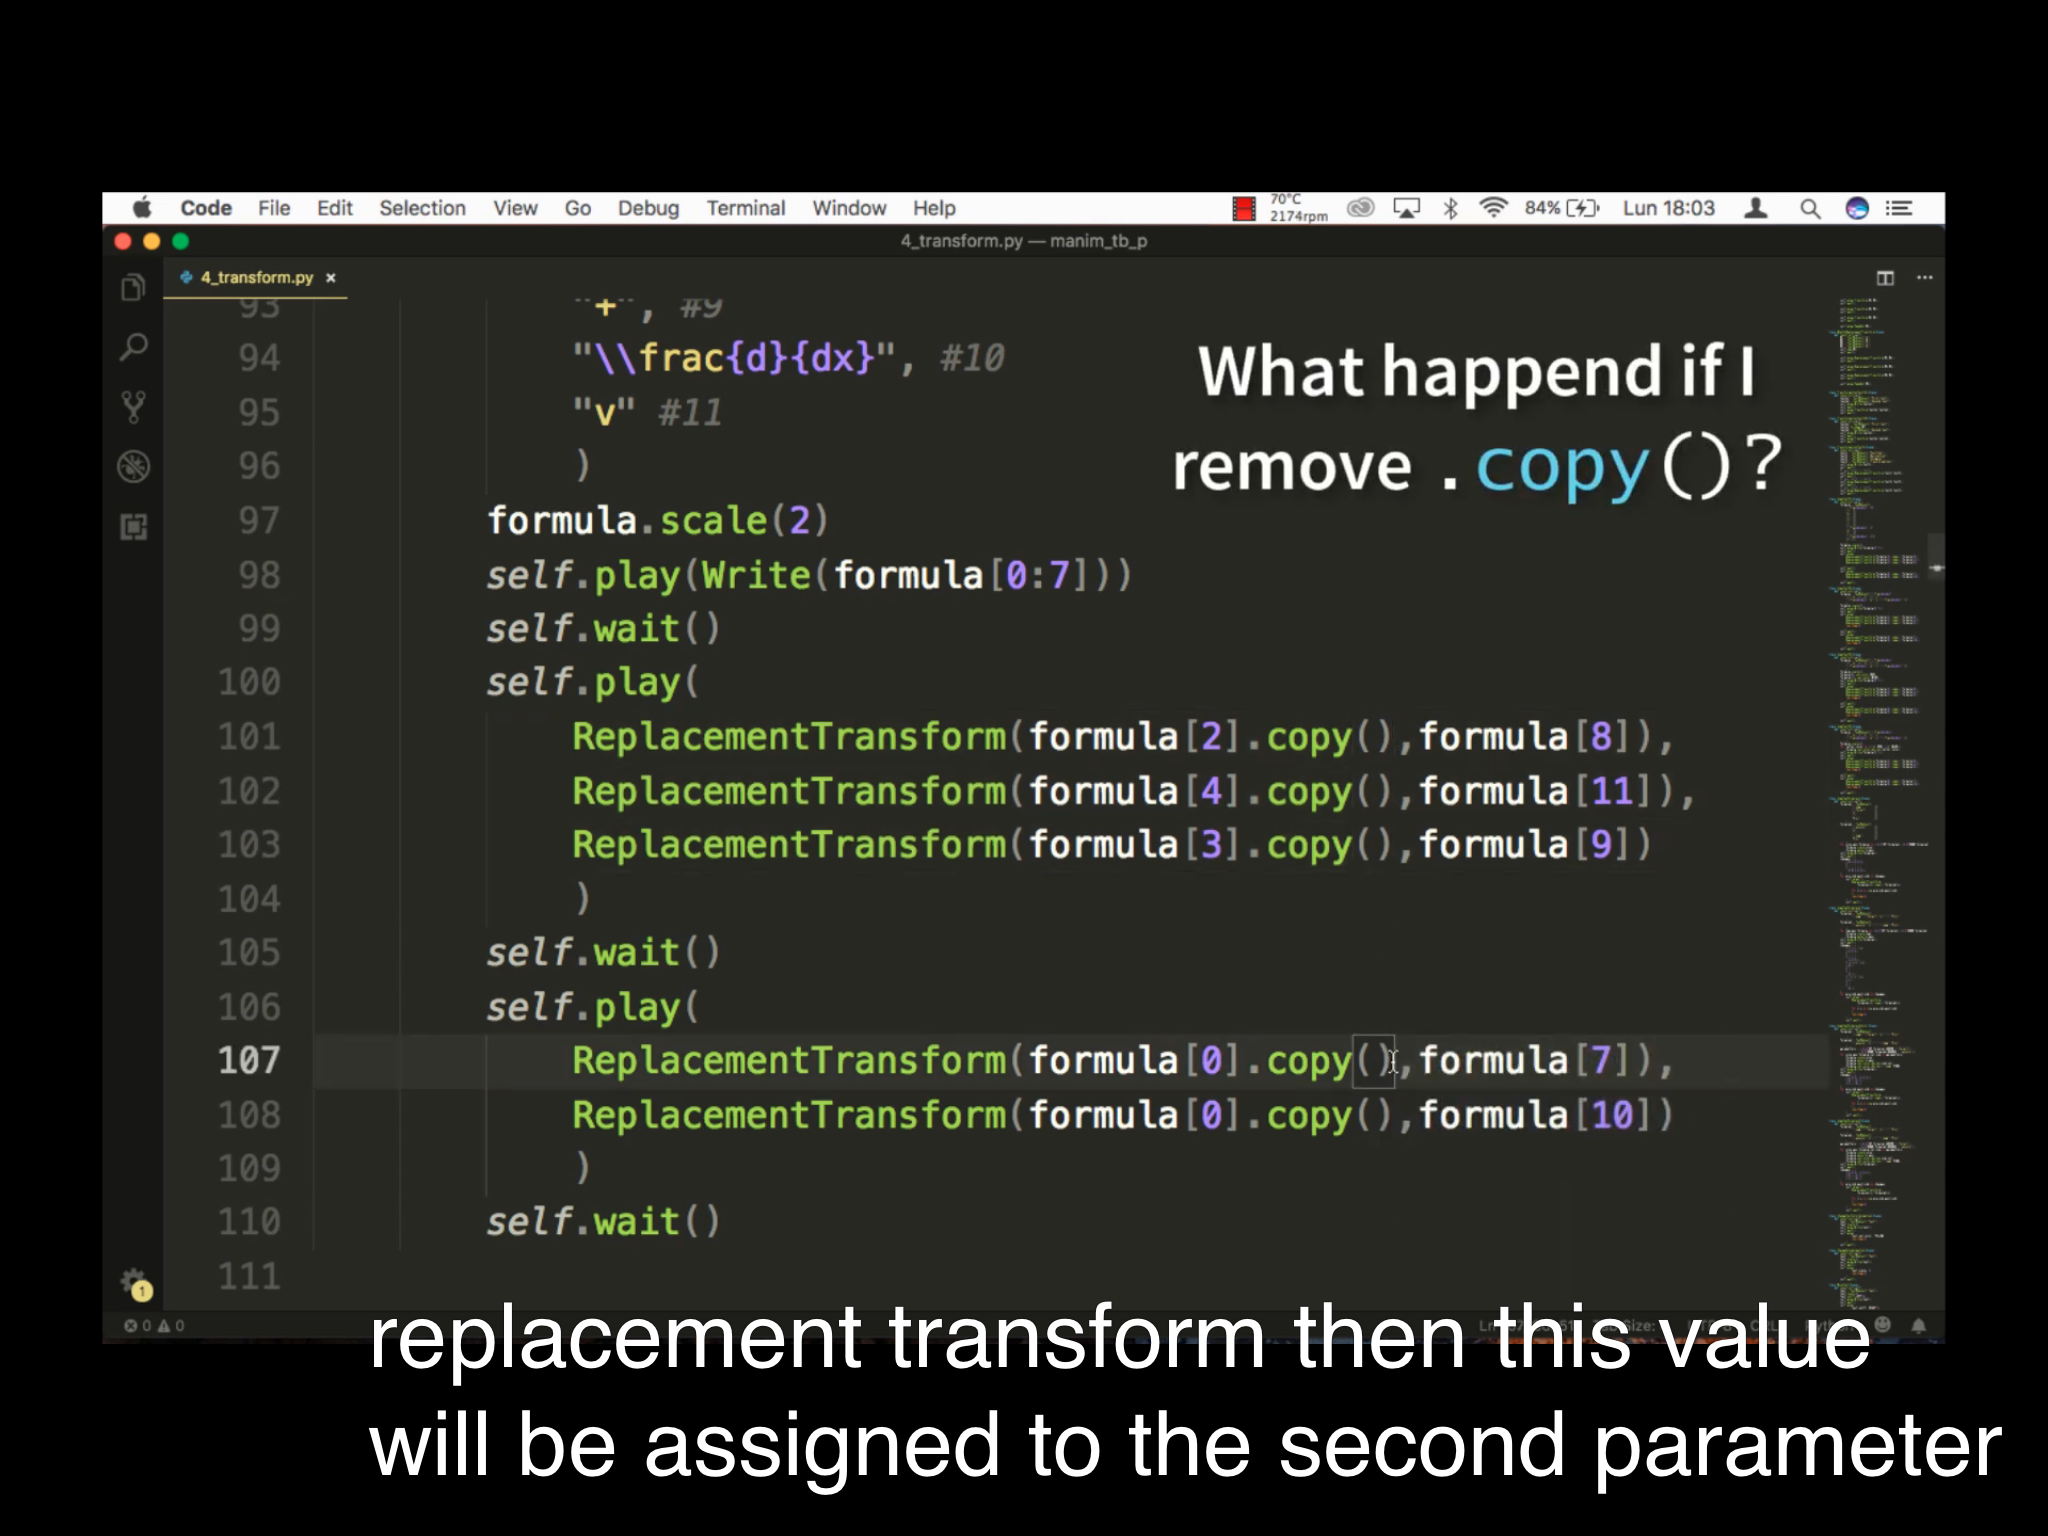 Code File Edit Selection View Go Debug Terminal Window Help 70°C 2174rpm 84% Lun 18:03
4_transform.py — manim_tb_p
4_transform.py ×
93 "+", #9
94 "\\frac{d}{dx}", #10
95 "v" #11
96 )
97 formula.scale(2)
98 self.play(Write(formula[0:7]))
99 self.wait()
100 self.play(
101 ReplacementTransform(formula[2].copy(),formula[8]),
102 ReplacementTransform(formula[4].copy(),formula[11]),
103 ReplacementTransform(formula[3].copy(),formula[9])
104 )
105 self.wait()
106 self.play(
107 ReplacementTransform(formula[0].copy(),formula[7]),
108 ReplacementTransform(formula[0].copy(),formula[10])
109 )
110 self.wait()
111
What happend if I
remove .copy()?
1
0 0
replacement transform then this value
will be assigned to the second parameter